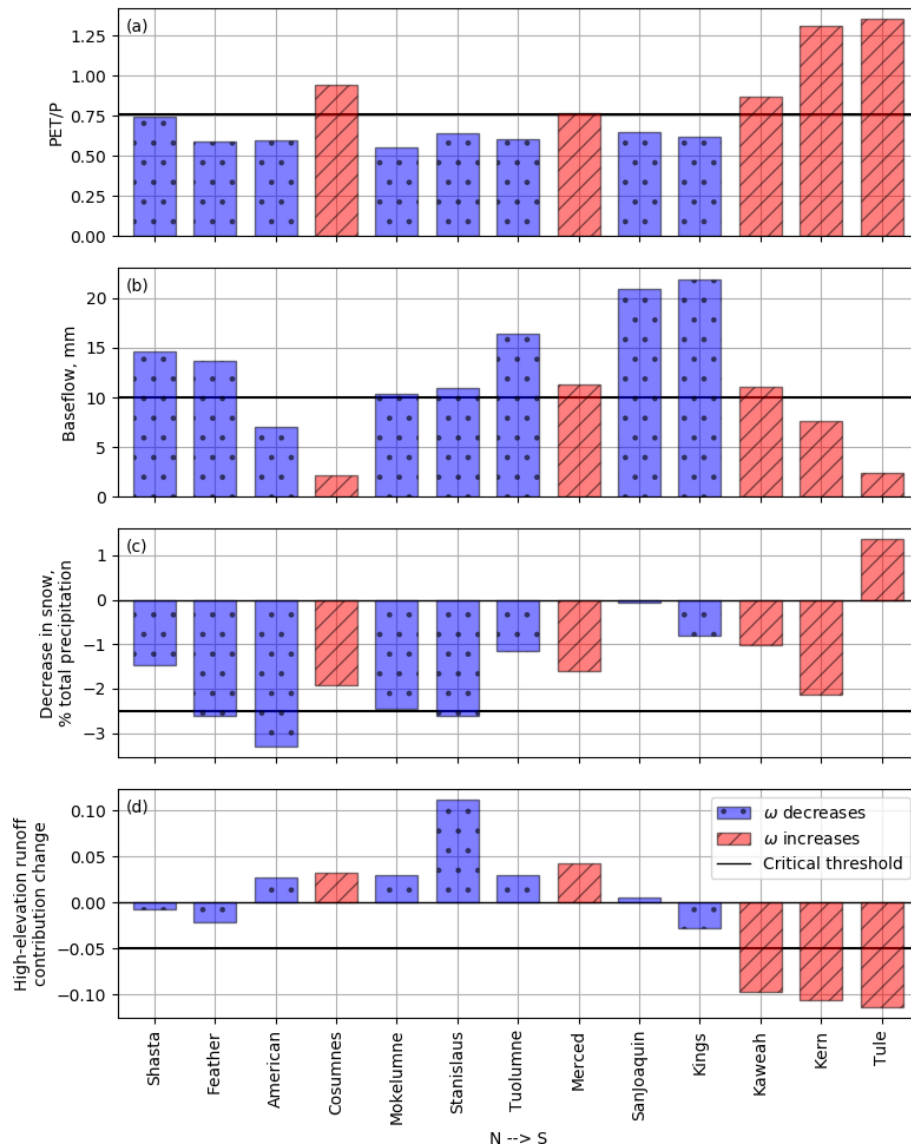 (a)
PET/P
1.25
1.00
0.75
0.50
0.25
0.00
(b)
Baseflow, mm
20
15
10
5
0
(c)
Decrease in snow,
% total precipitation
1
0
−1
−2
−3
(d)
High-elevation runoff
contribution change
0.10
0.05
0.00
−0.05
−0.10
ω decreases
ω increases
Critical threshold
Shasta
Feather
American
Cosumnes
Mokelumne
Stanislaus
Tuolumne
Merced
SanJoaquin
Kings
Kaweah
Kern
Tule
N --> S